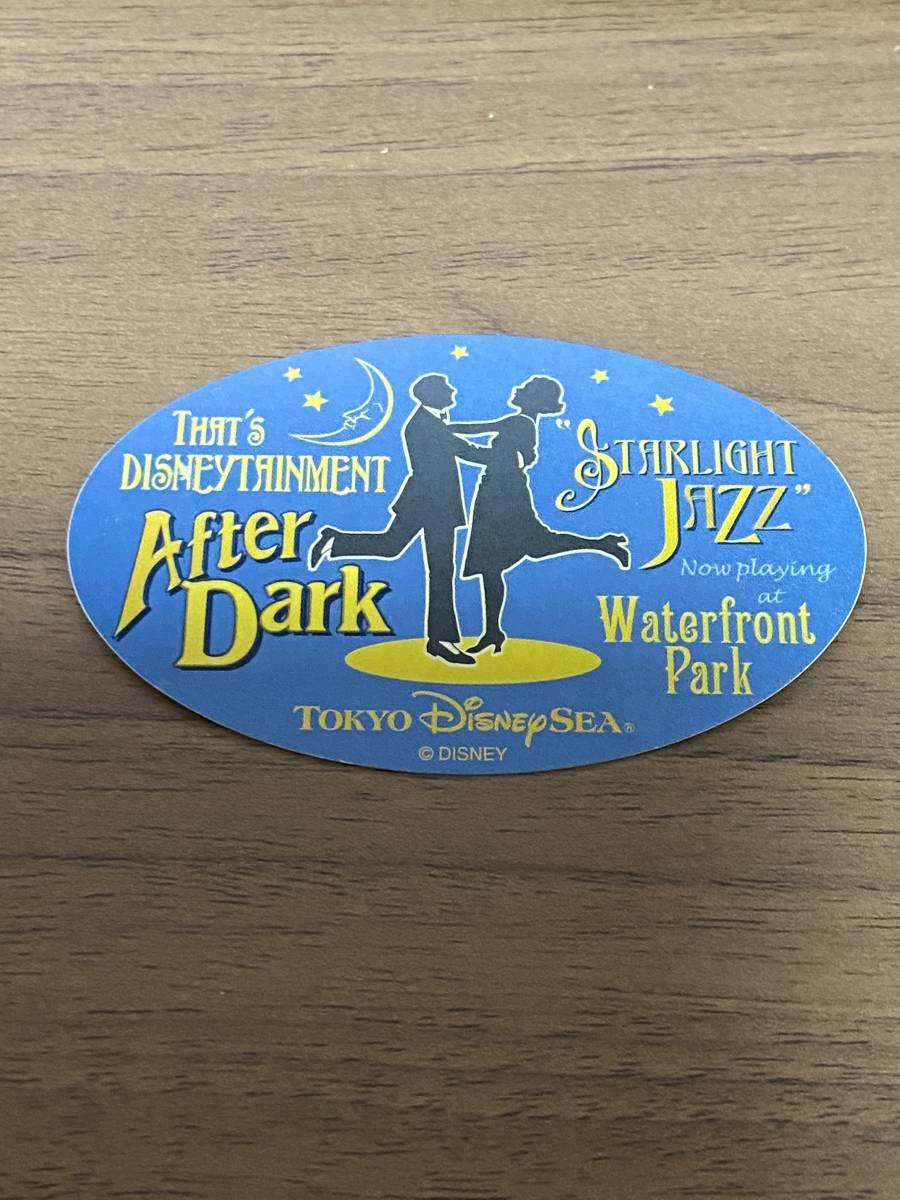 THAT'S
DISNEYTAINMENT
After
Dark
"STARLIGHT
JAZZ"
Now playing
at
Waterfront
Park
TOKYO DISNEYSEA®
© DISNEY